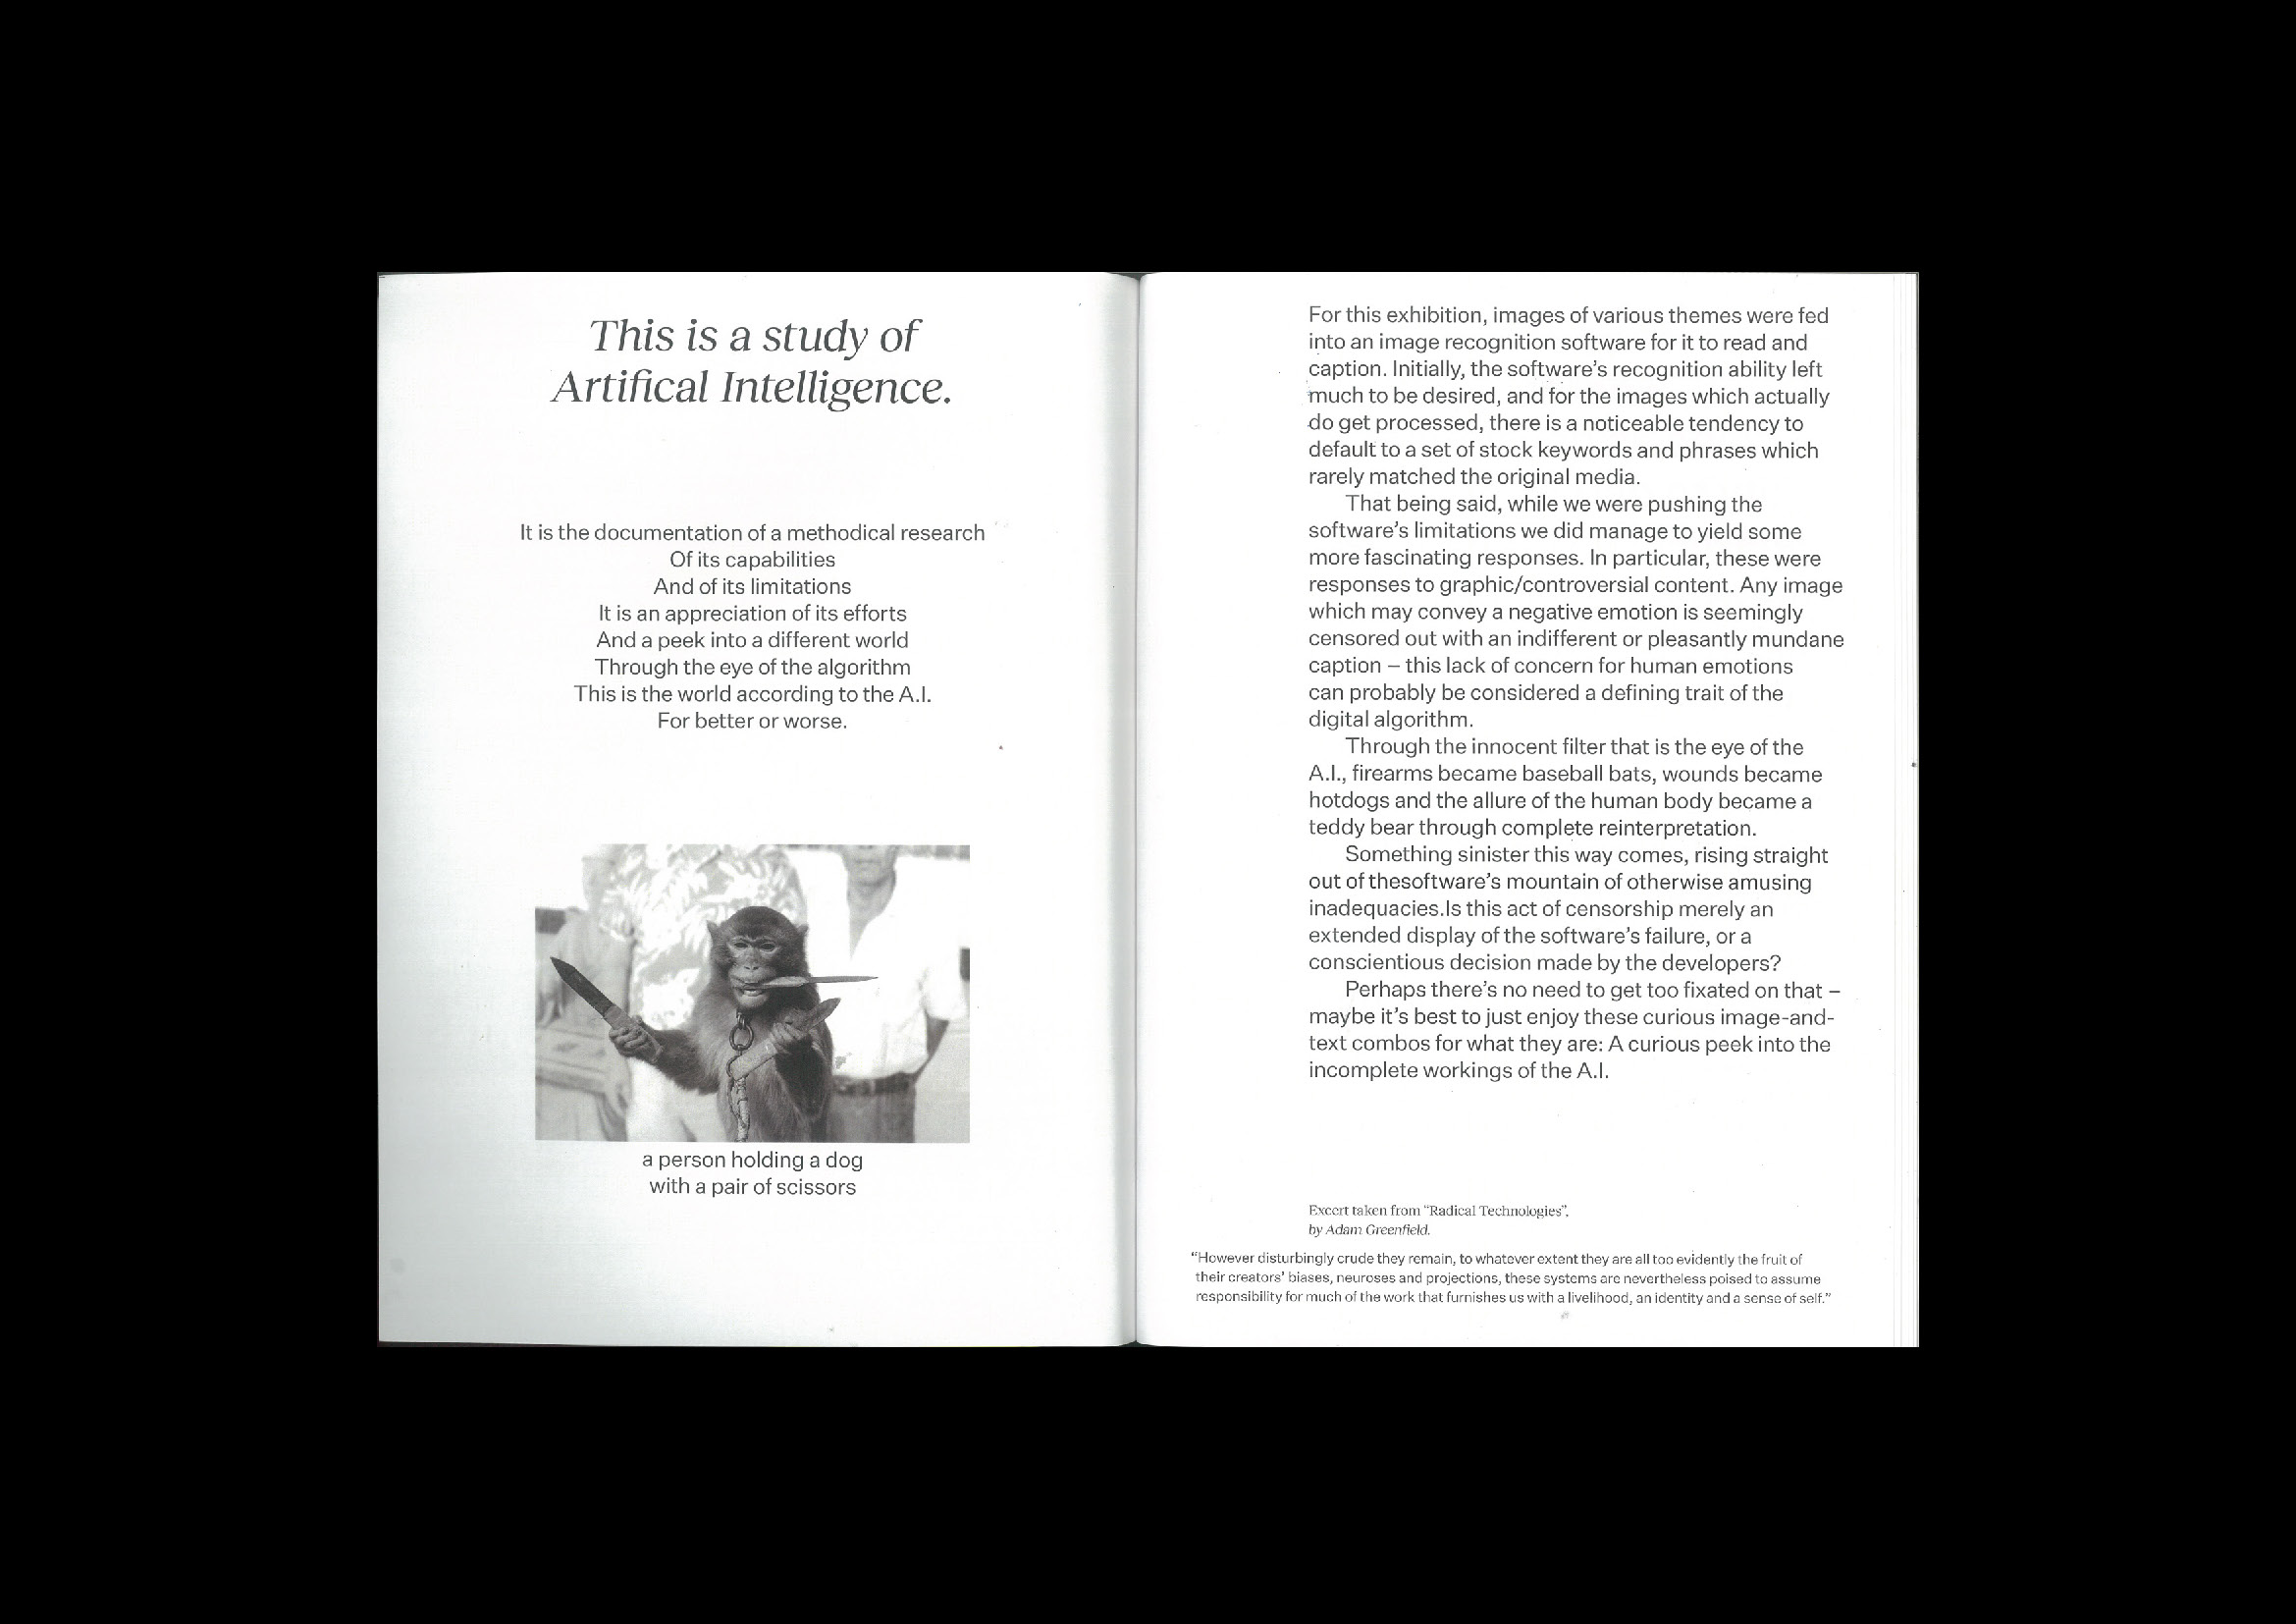 This is a study of
Artifical Intelligence.
It is the documentation of a methodical research
Of its capabilities
And of its limitations
It is an appreciation of its efforts
And a peek into a different world
Through the eye of the algorithm
This is the world according to the A.I.
For better or worse.
a person holding a dog
with a pair of scissors
For this exhibition, images of various themes were fed
into an image recognition software for it to read and
caption. Initially, the software’s recognition ability left
much to be desired, and for the images which actually
do get processed, there is a noticeable tendency to
default to a set of stock keywords and phrases which
rarely matched the original media.
That being said, while we were pushing the
software’s limitations we did manage to yield some
more fascinating responses. In particular, these were
responses to graphic/controversial content. Any image
which may convey a negative emotion is seemingly
censored out with an indifferent or pleasantly mundane
caption – this lack of concern for human emotions
can probably be considered a defining trait of the
digital algorithm.
Through the innocent filter that is the eye of the
A.I., firearms became baseball bats, wounds became
hotdogs and the allure of the human body became a
teddy bear through complete reinterpretation.
Something sinister this way comes, rising straight
out of thesoftware’s mountain of otherwise amusing
inadequacies.Is this act of censorship merely an
extended display of the software’s failure, or a
conscientious decision made by the developers?
Perhaps there’s no need to get too fixated on that –
maybe it’s best to just enjoy these curious image-and-
text combos for what they are: A curious peek into the
incomplete workings of the A.I.
Excert taken from “Radical Technologies”,
by Adam Greenfield.
“However disturbingly crude they remain, to whatever extent they are all too evidently the fruit of
their creators’ biases, neuroses and projections, these systems are nevertheless poised to assume
responsibility for much of the work that furnishes us with a livelihood, an identity and a sense of self.”